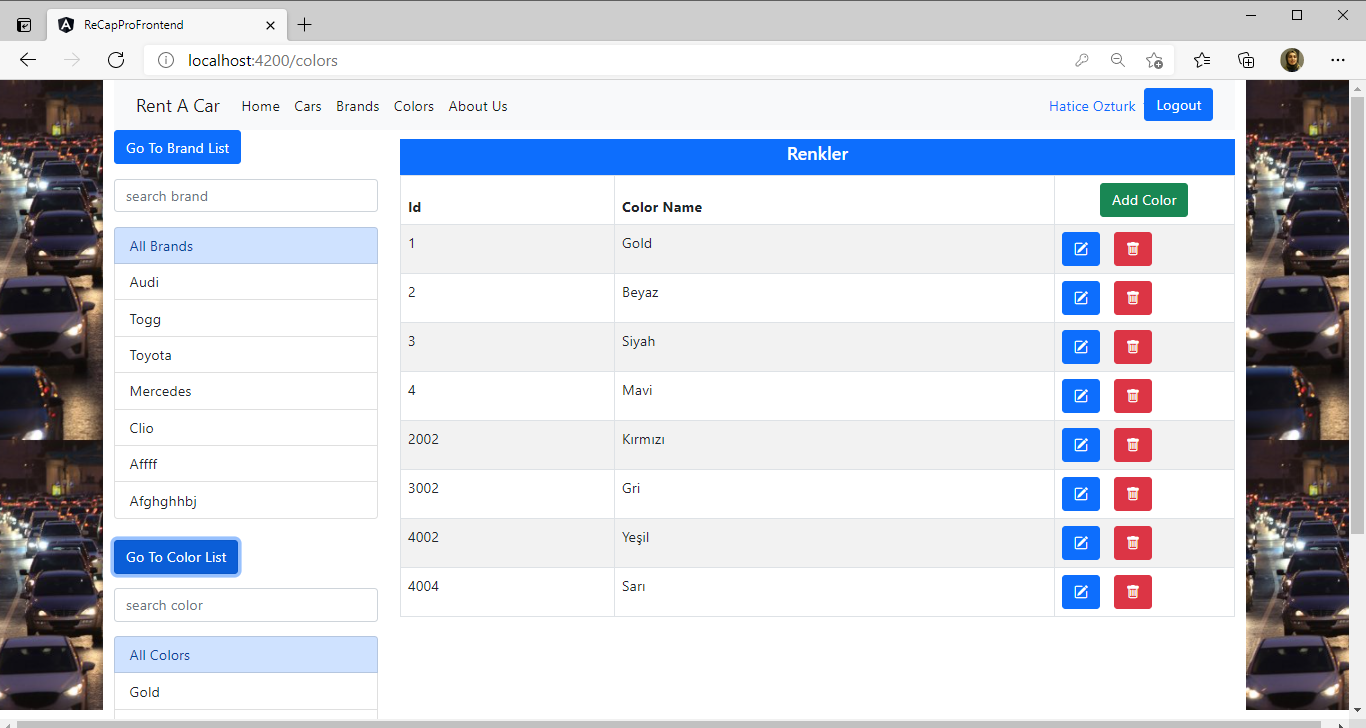 ReCapProFrontend
localhost:4200/colors
Rent A Car Home Cars Brands Colors About Us Hatice Ozturk Logout
Go To Brand List
search brand
All Brands
Audi
Togg
Toyota
Mercedes
Clio
Affff
Afghghhbj
Go To Color List
search color
All Colors
Gold
Renkler
Id Color Name Add Color
1 Gold
2 Beyaz
3 Siyah
4 Mavi
2002 Kırmızı
3002 Gri
4002 Yeşil
4004 Sarı